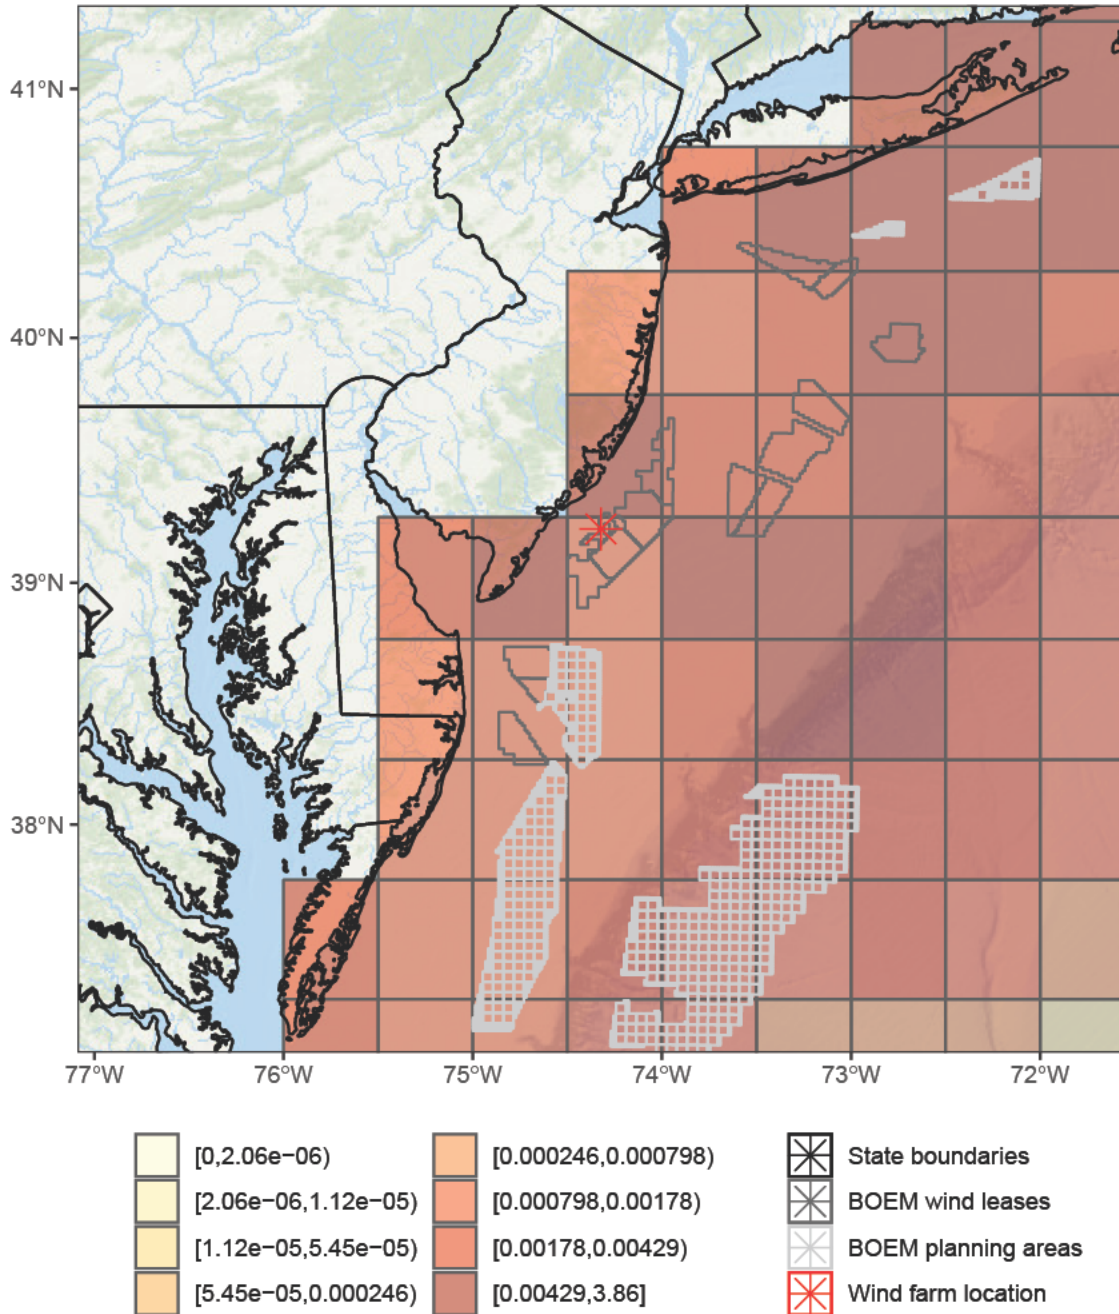 41°N
40°N
39°N
38°N
77°W 76°W 75°W 74°W 73°W 72°W
[0,2.06e−06) [0.000246,0.000798) State boundaries
[2.06e−06,1.12e−05) [0.000798,0.00178) BOEM wind leases
[1.12e−05,5.45e−05) [0.00178,0.00429) BOEM planning areas
[5.45e−05,0.000246) [0.00429,3.86] Wind farm location